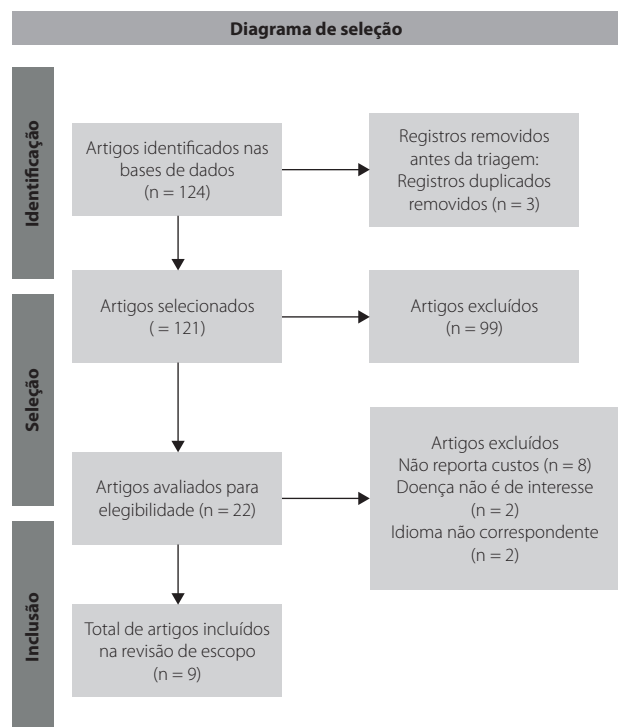 Diagrama de seleção
Identificação
Artigos identificados nas
bases de dados
(n = 124)
Registros removidos
antes da triagem:
Registros duplicados
removidos (n = 3)
Seleção
Artigos selecionados
( = 121)
Artigos excluídos
(n = 99)
Artigos avaliados para
elegibilidade (n = 22)
Artigos excluídos
Não reporta custos (n = 8)
Doença não é de interesse
(n = 2)
Idioma não correspondente
(n = 2)
Inclusão
Total de artigos incluídos
na revisão de escopo
(n = 9)